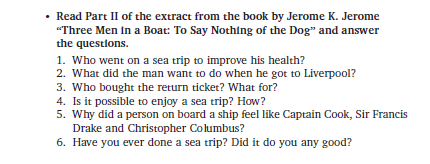 • Read Part II of the extract from the book by Jerome K. Jerome
“Three Men in a Boat: To Say Nothing of the Dog” and answer
the questions.
1. Who went on a sea trip to improve his health?
2. What did the man want to do when he got to Liverpool?
3. Who bought the return ticket? What for?
4. Is it possible to enjoy a sea trip? How?
5. Why did a person on board a ship feel like Captain Cook, Sir Francis
Drake and Christopher Columbus?
6. Have you ever done a sea trip? Did it do you any good?